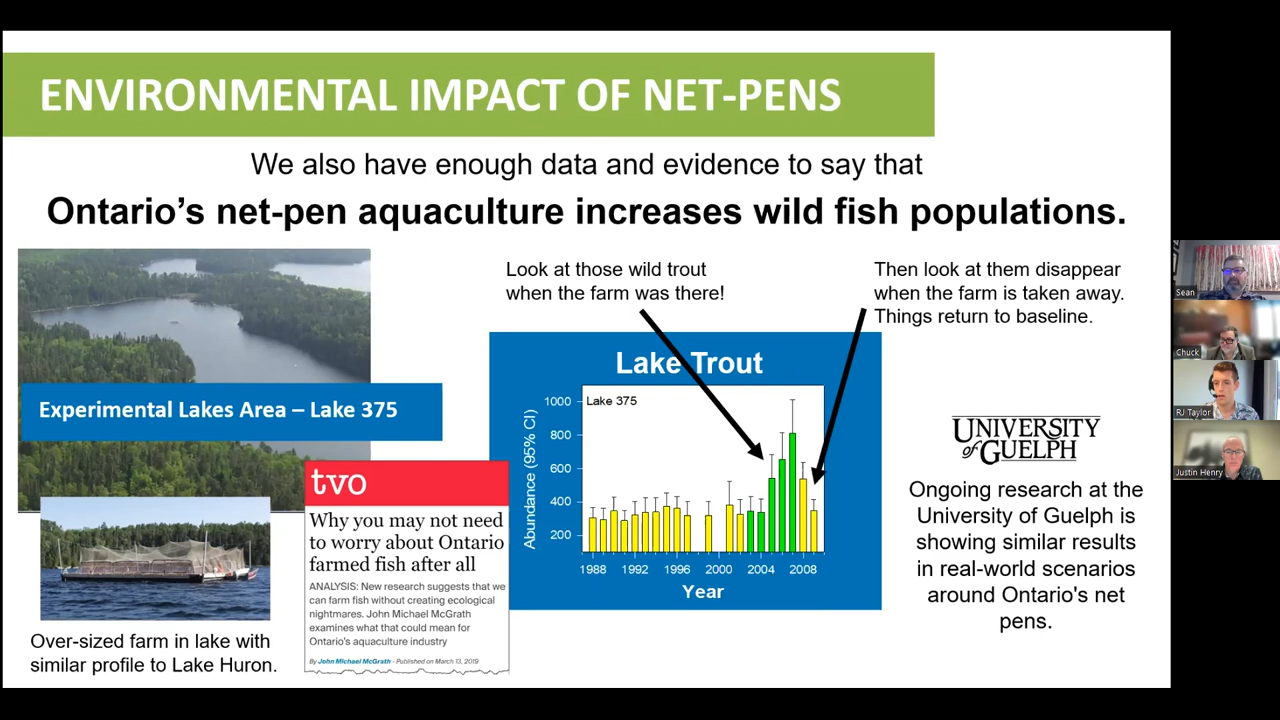 ENVIRONMENTAL IMPACT OF NET-PENS
We also have enough data and evidence to say that
Ontario’s net-pen aquaculture increases wild fish populations.
Experimental Lakes Area – Lake 375
Over-sized farm in lake with
similar profile to Lake Huron.
tvo
Why you may not need
to worry about Ontario
farmed fish after all
ANALYSIS: New research suggests that we
can farm fish without creating ecological
nightmares. John Michael McGrath
examines what that could mean for
Ontario's aquaculture industry
By John Michael McGrath - Published on March 13, 2019
Look at those wild trout
when the farm was there!
Then look at them disappear
when the farm is taken away.
Things return to baseline.
Lake Trout
Lake 375
Abundance (95% CI)
1000
800
600
400
200
1988 1992 1996 2000 2004 2008
Year
UNIVERSITY
of GUELPH
Ongoing research at the
University of Guelph is
showing similar results
in real-world scenarios
around Ontario's net
pens.
Sean
Chuck
RJ Taylor
Justin Henry